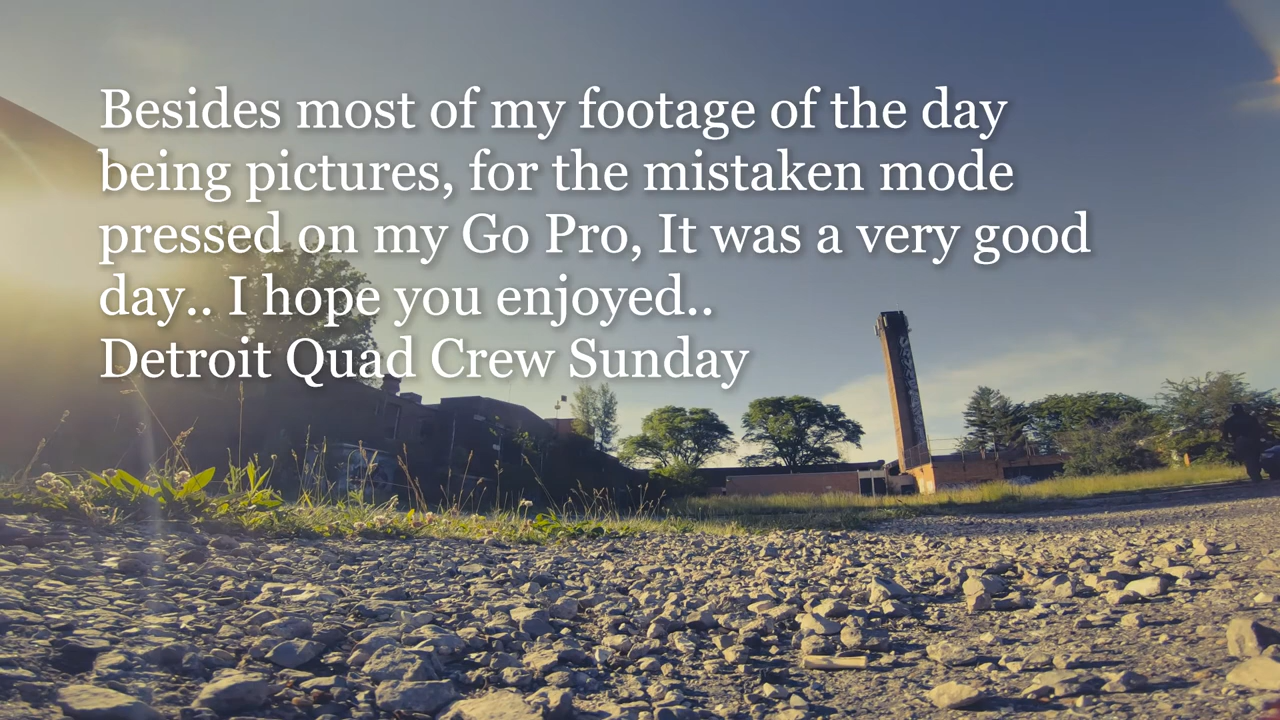 Besides most of my footage of the day
being pictures, for the mistaken mode
pressed on my Go Pro, It was a very good
day.. I hope you enjoyed..
Detroit Quad Crew Sunday